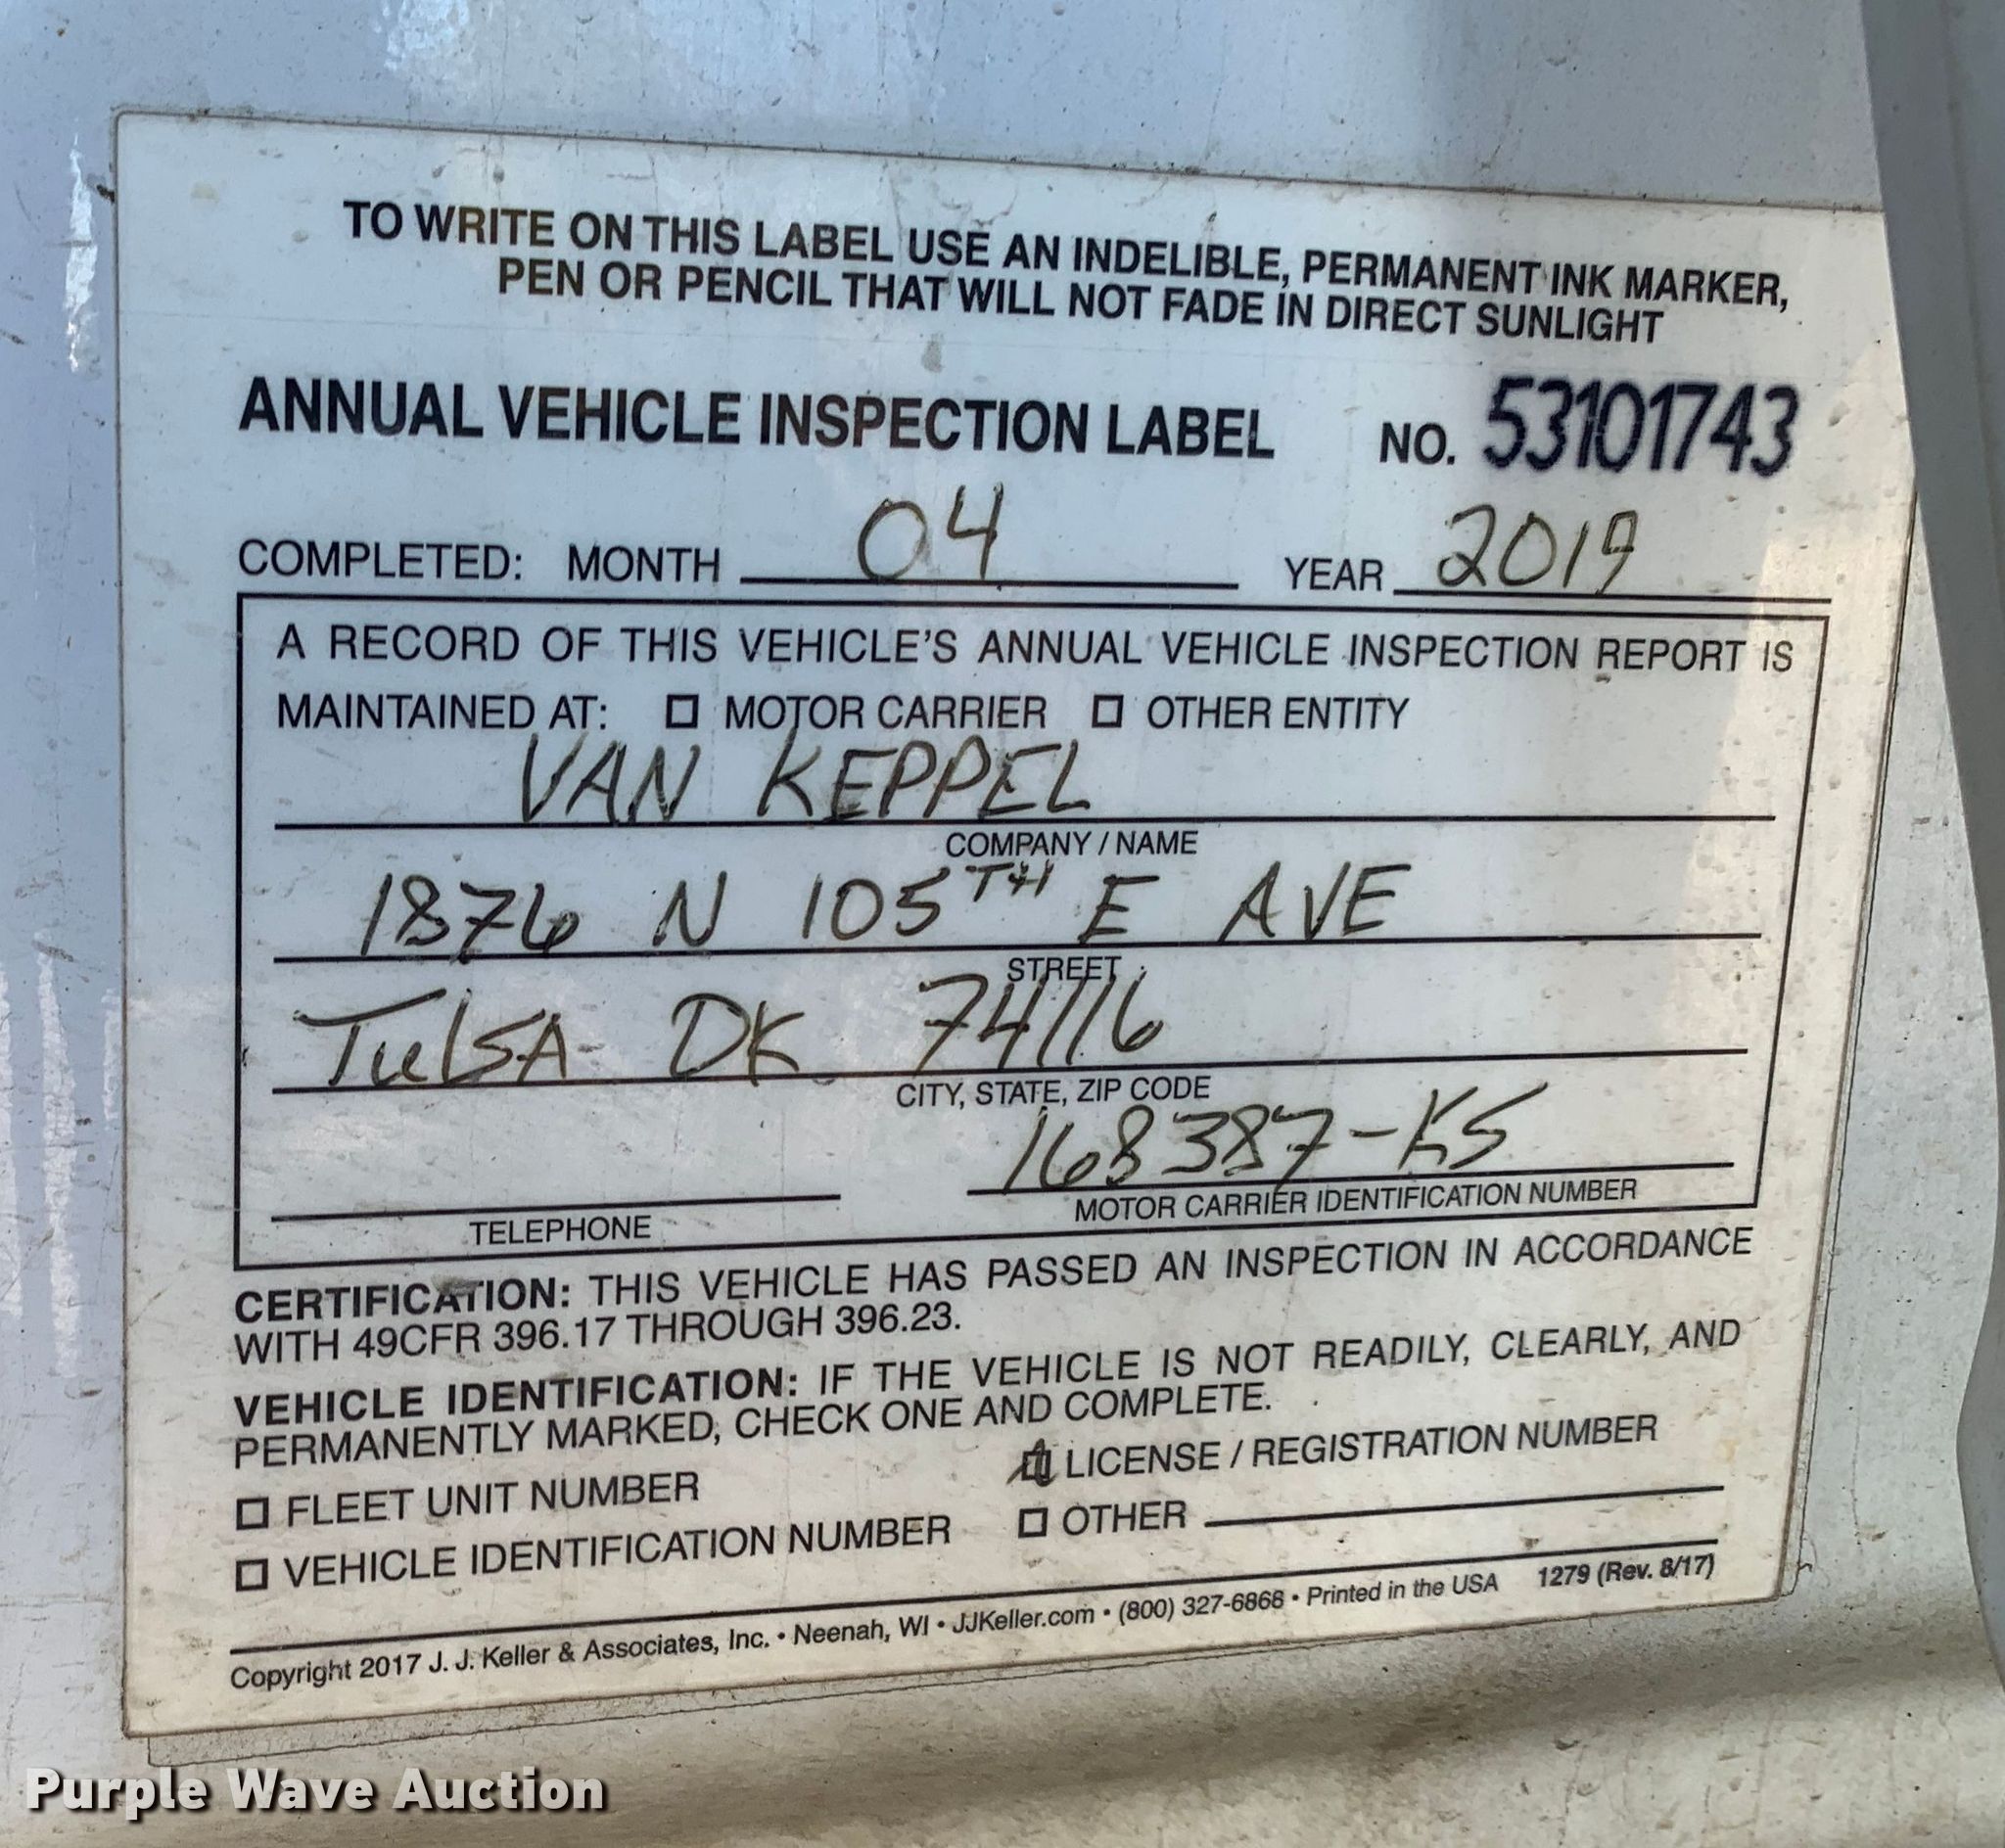 TO WRITE ON THIS LABEL USE AN INDELIBLE, PERMANENT INK MARKER,
PEN OR PENCIL THAT WILL NOT FADE IN DIRECT SUNLIGHT
ANNUAL VEHICLE INSPECTION LABEL NO. 53101743
COMPLETED: MONTH 04 YEAR 2019
A RECORD OF THIS VEHICLE'S ANNUAL VEHICLE INSPECTION REPORT IS
MAINTAINED AT: ☐ MOTOR CARRIER ☐ OTHER ENTITY
VAN KEPPEL
COMPANY / NAME
1876 N 105TH E AVE
STREET
TulSA OK 74116
CITY, STATE, ZIP CODE
168387-KS
TELEPHONE MOTOR CARRIER IDENTIFICATION NUMBER
CERTIFICATION: THIS VEHICLE HAS PASSED AN INSPECTION IN ACCORDANCE
WITH 49CFR 396.17 THROUGH 396.23.
VEHICLE IDENTIFICATION: IF THE VEHICLE IS NOT READILY, CLEARLY, AND
PERMANENTLY MARKED, CHECK ONE AND COMPLETE.
☐ FLEET UNIT NUMBER ☑ LICENSE / REGISTRATION NUMBER
☐ VEHICLE IDENTIFICATION NUMBER ☐ OTHER
Copyright 2017 J. J. Keller & Associates, Inc. • Neenah, WI • JJKeller.com • (800) 327-6868 • Printed in the USA 1279 (Rev. 8/17)
Purple Wave Auction